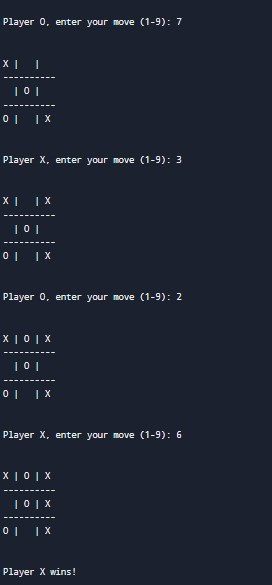 Player O, enter your move (1-9): 7
X |   |
----------
  | O |
----------
O |   | X
Player X, enter your move (1-9): 3
X |   | X
----------
  | O |
----------
O |   | X
Player O, enter your move (1-9): 2
X | O | X
----------
  | O |
----------
O |   | X
Player X, enter your move (1-9): 6
X | O | X
----------
  | O | X
----------
O |   | X
Player X wins!